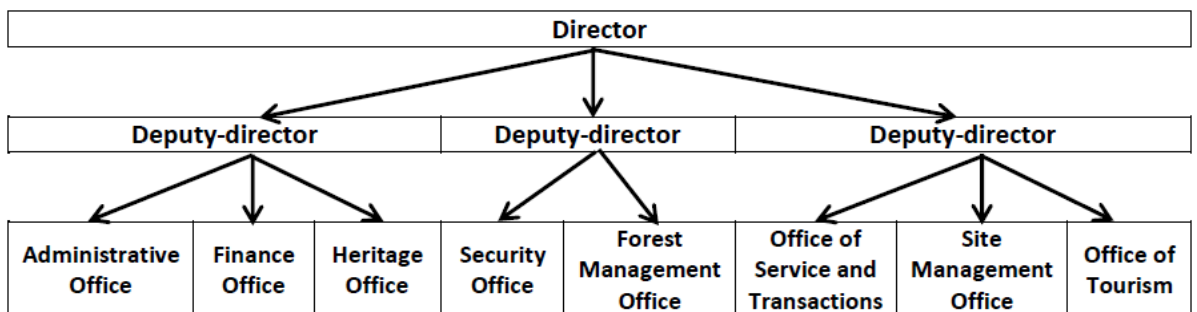 Director
Deputy-director
Deputy-director
Deputy-director
Administrative
Office
Finance
Office
Heritage
Office
Security
Office
Forest
Management
Office
Office of
Service and
Transactions
Site
Management
Office
Office of
Tourism